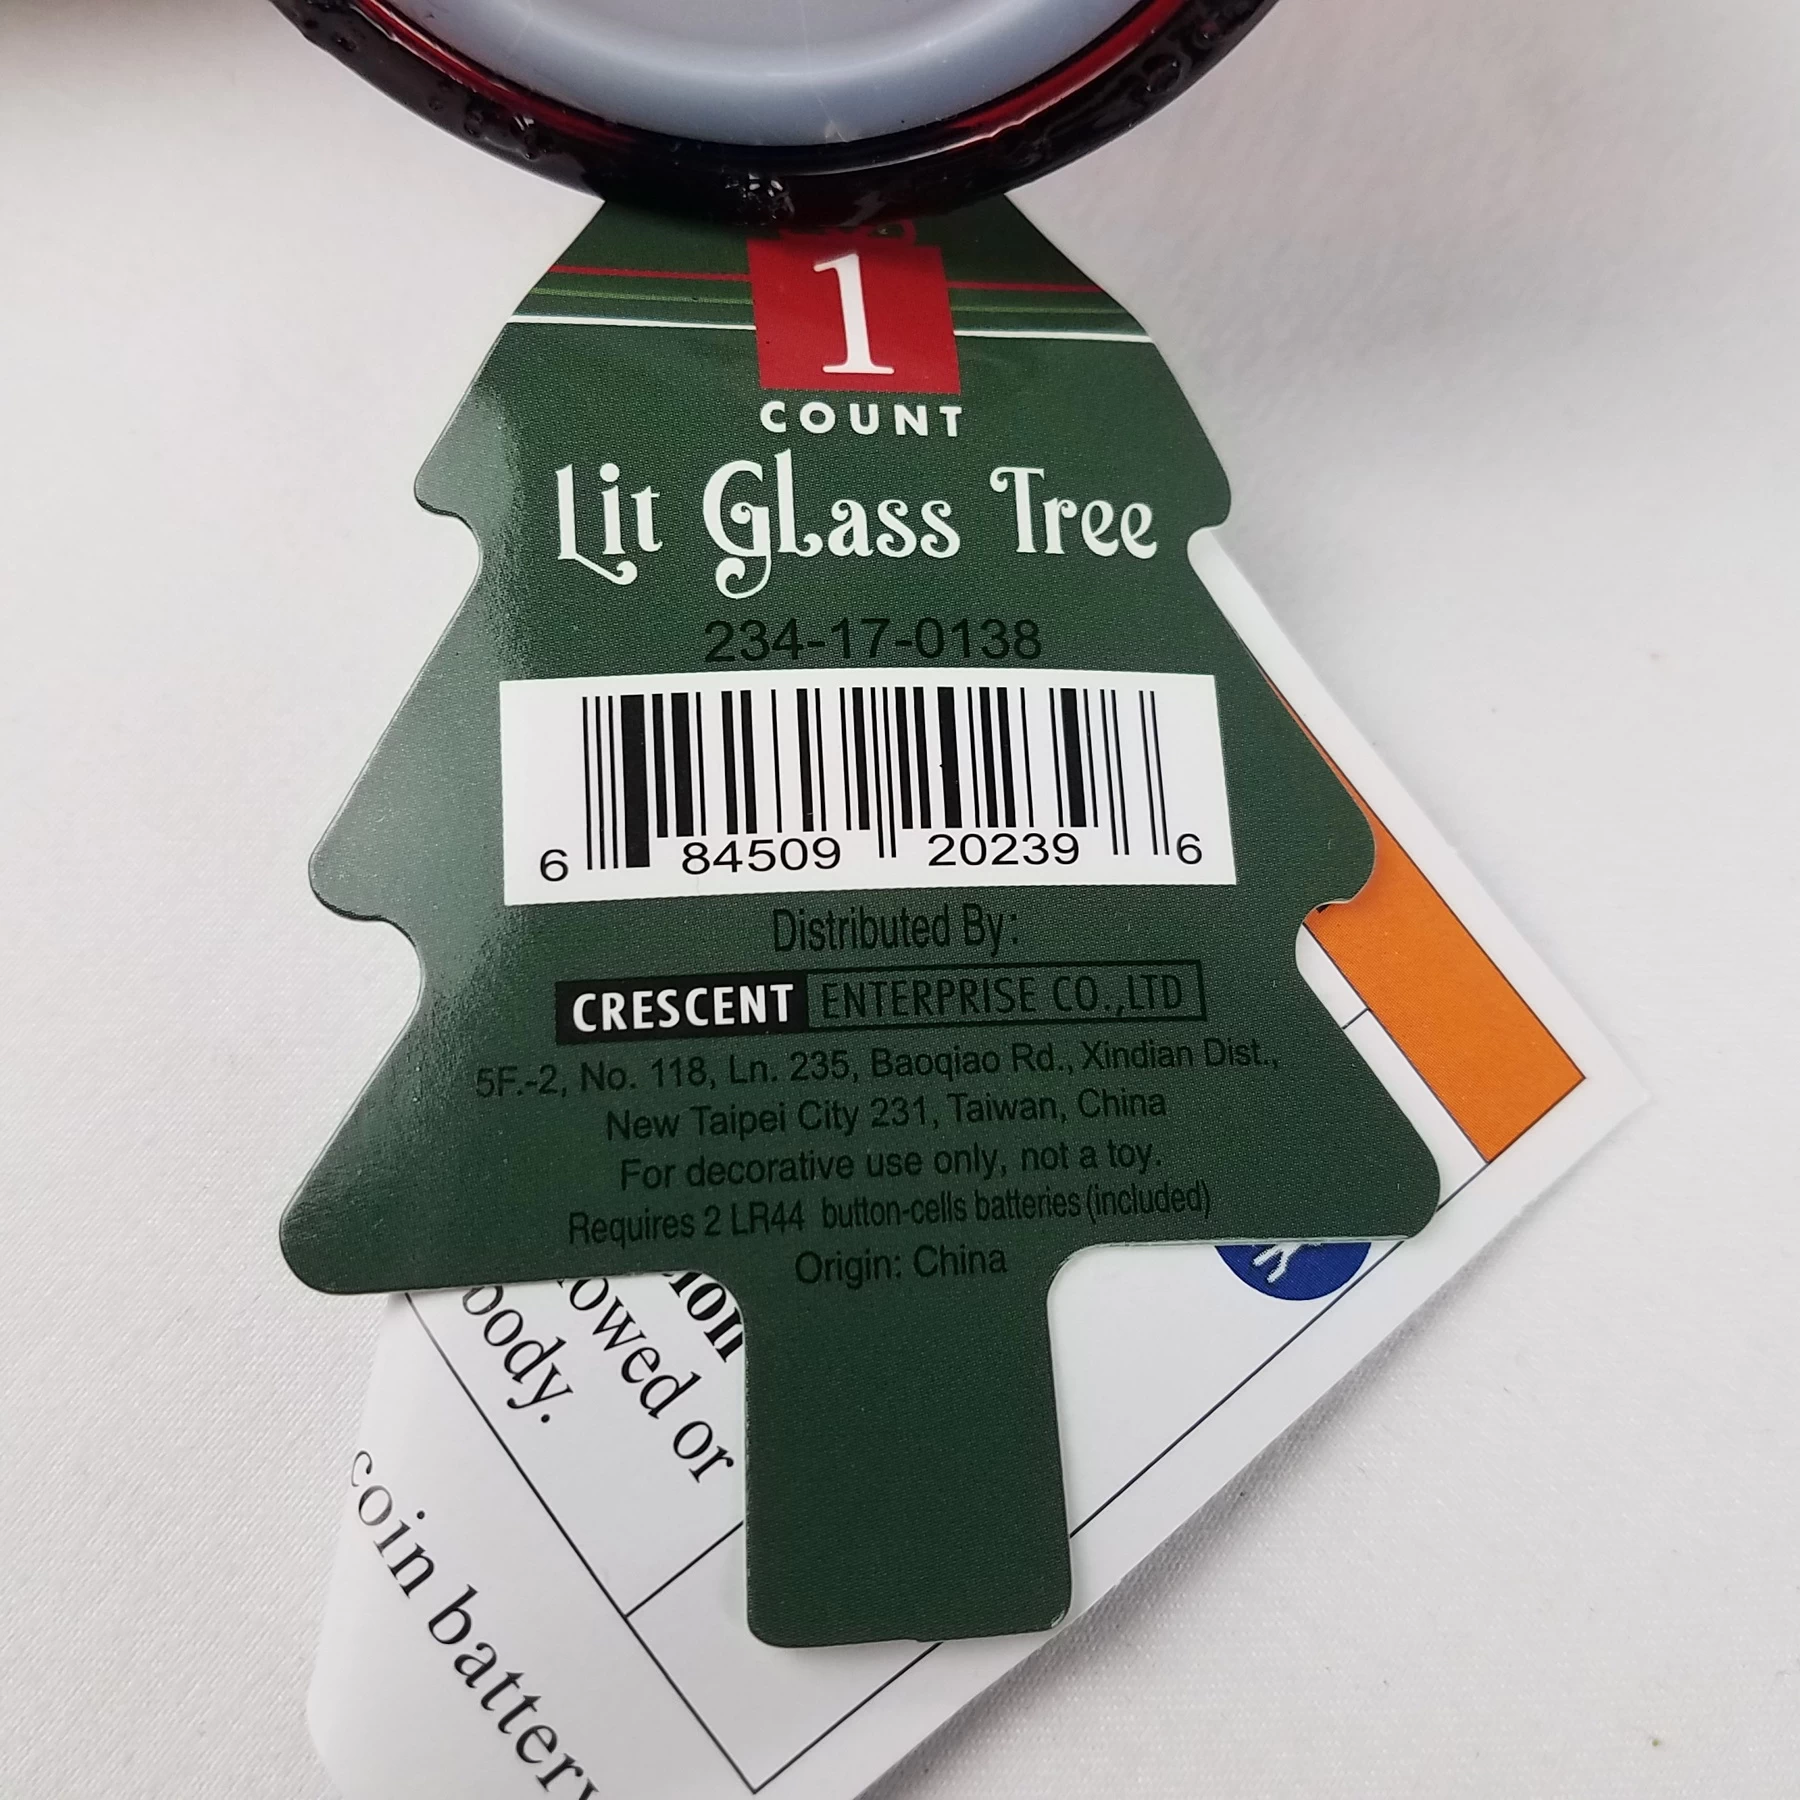 1
COUNT
Lit Glass Tree
234-17-0138
6 84509 20239 6
Distributed By:
CRESCENT ENTERPRISE CO.,LTD
5F.-2, No. 118, Ln. 235, Baoqiao Rd., Xindian Dist.,
New Taipei City 231, Taiwan, China
For decorative use only, not a toy.
Requires 2 LR44 button-cells batteries (included)
Origin: China
owed or
body.
coin battery